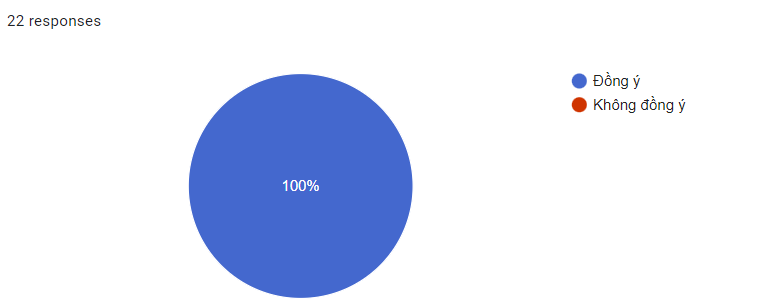 22 responses
Đồng ý
Không đồng ý
100%